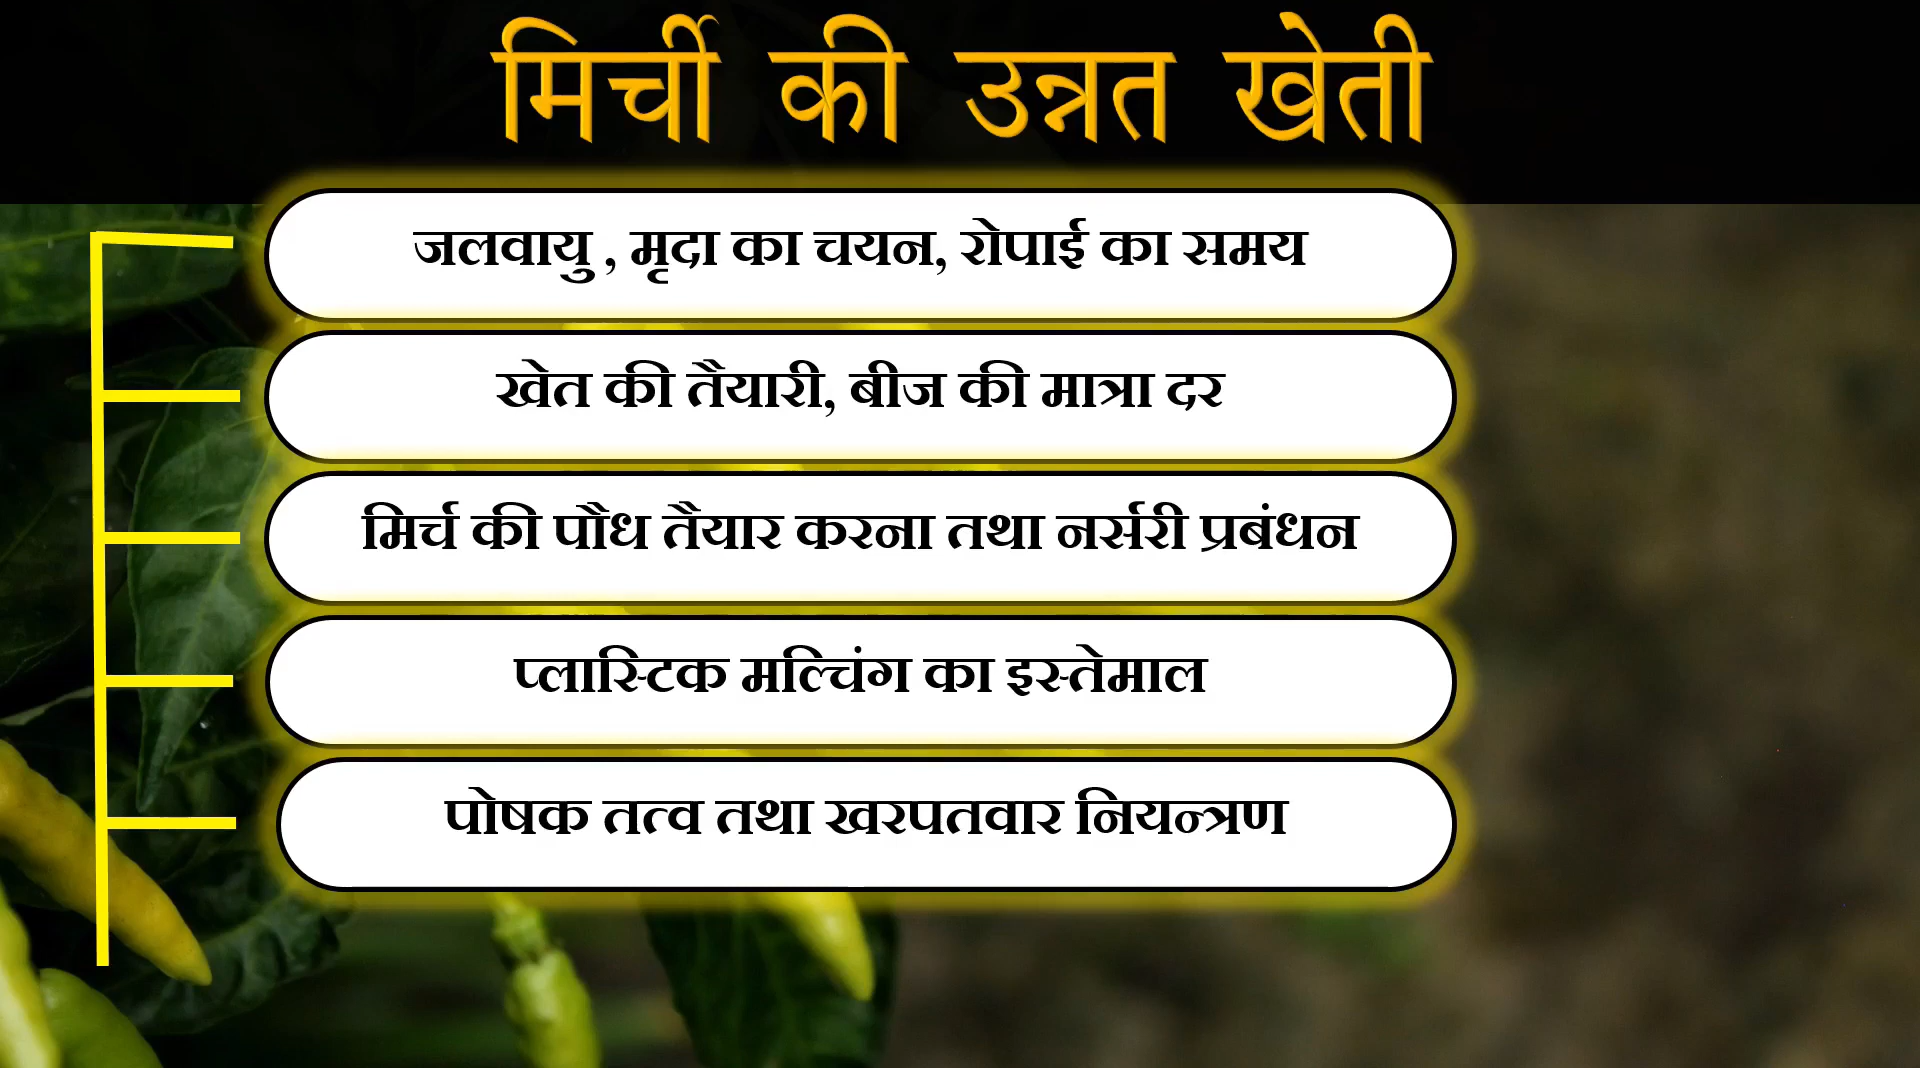 मिर्ची की उन्नत खेती
जलवायु , मृदा का चयन, रोपाई का समय
खेत की तैयारी, बीज की मात्रा दर
मिर्च की पौध तैयार करना तथा नर्सरी प्रबंधन
प्लास्टिक मल्चिंग का इस्तेमाल
पोषक तत्व तथा खरपतवार नियन्त्रण